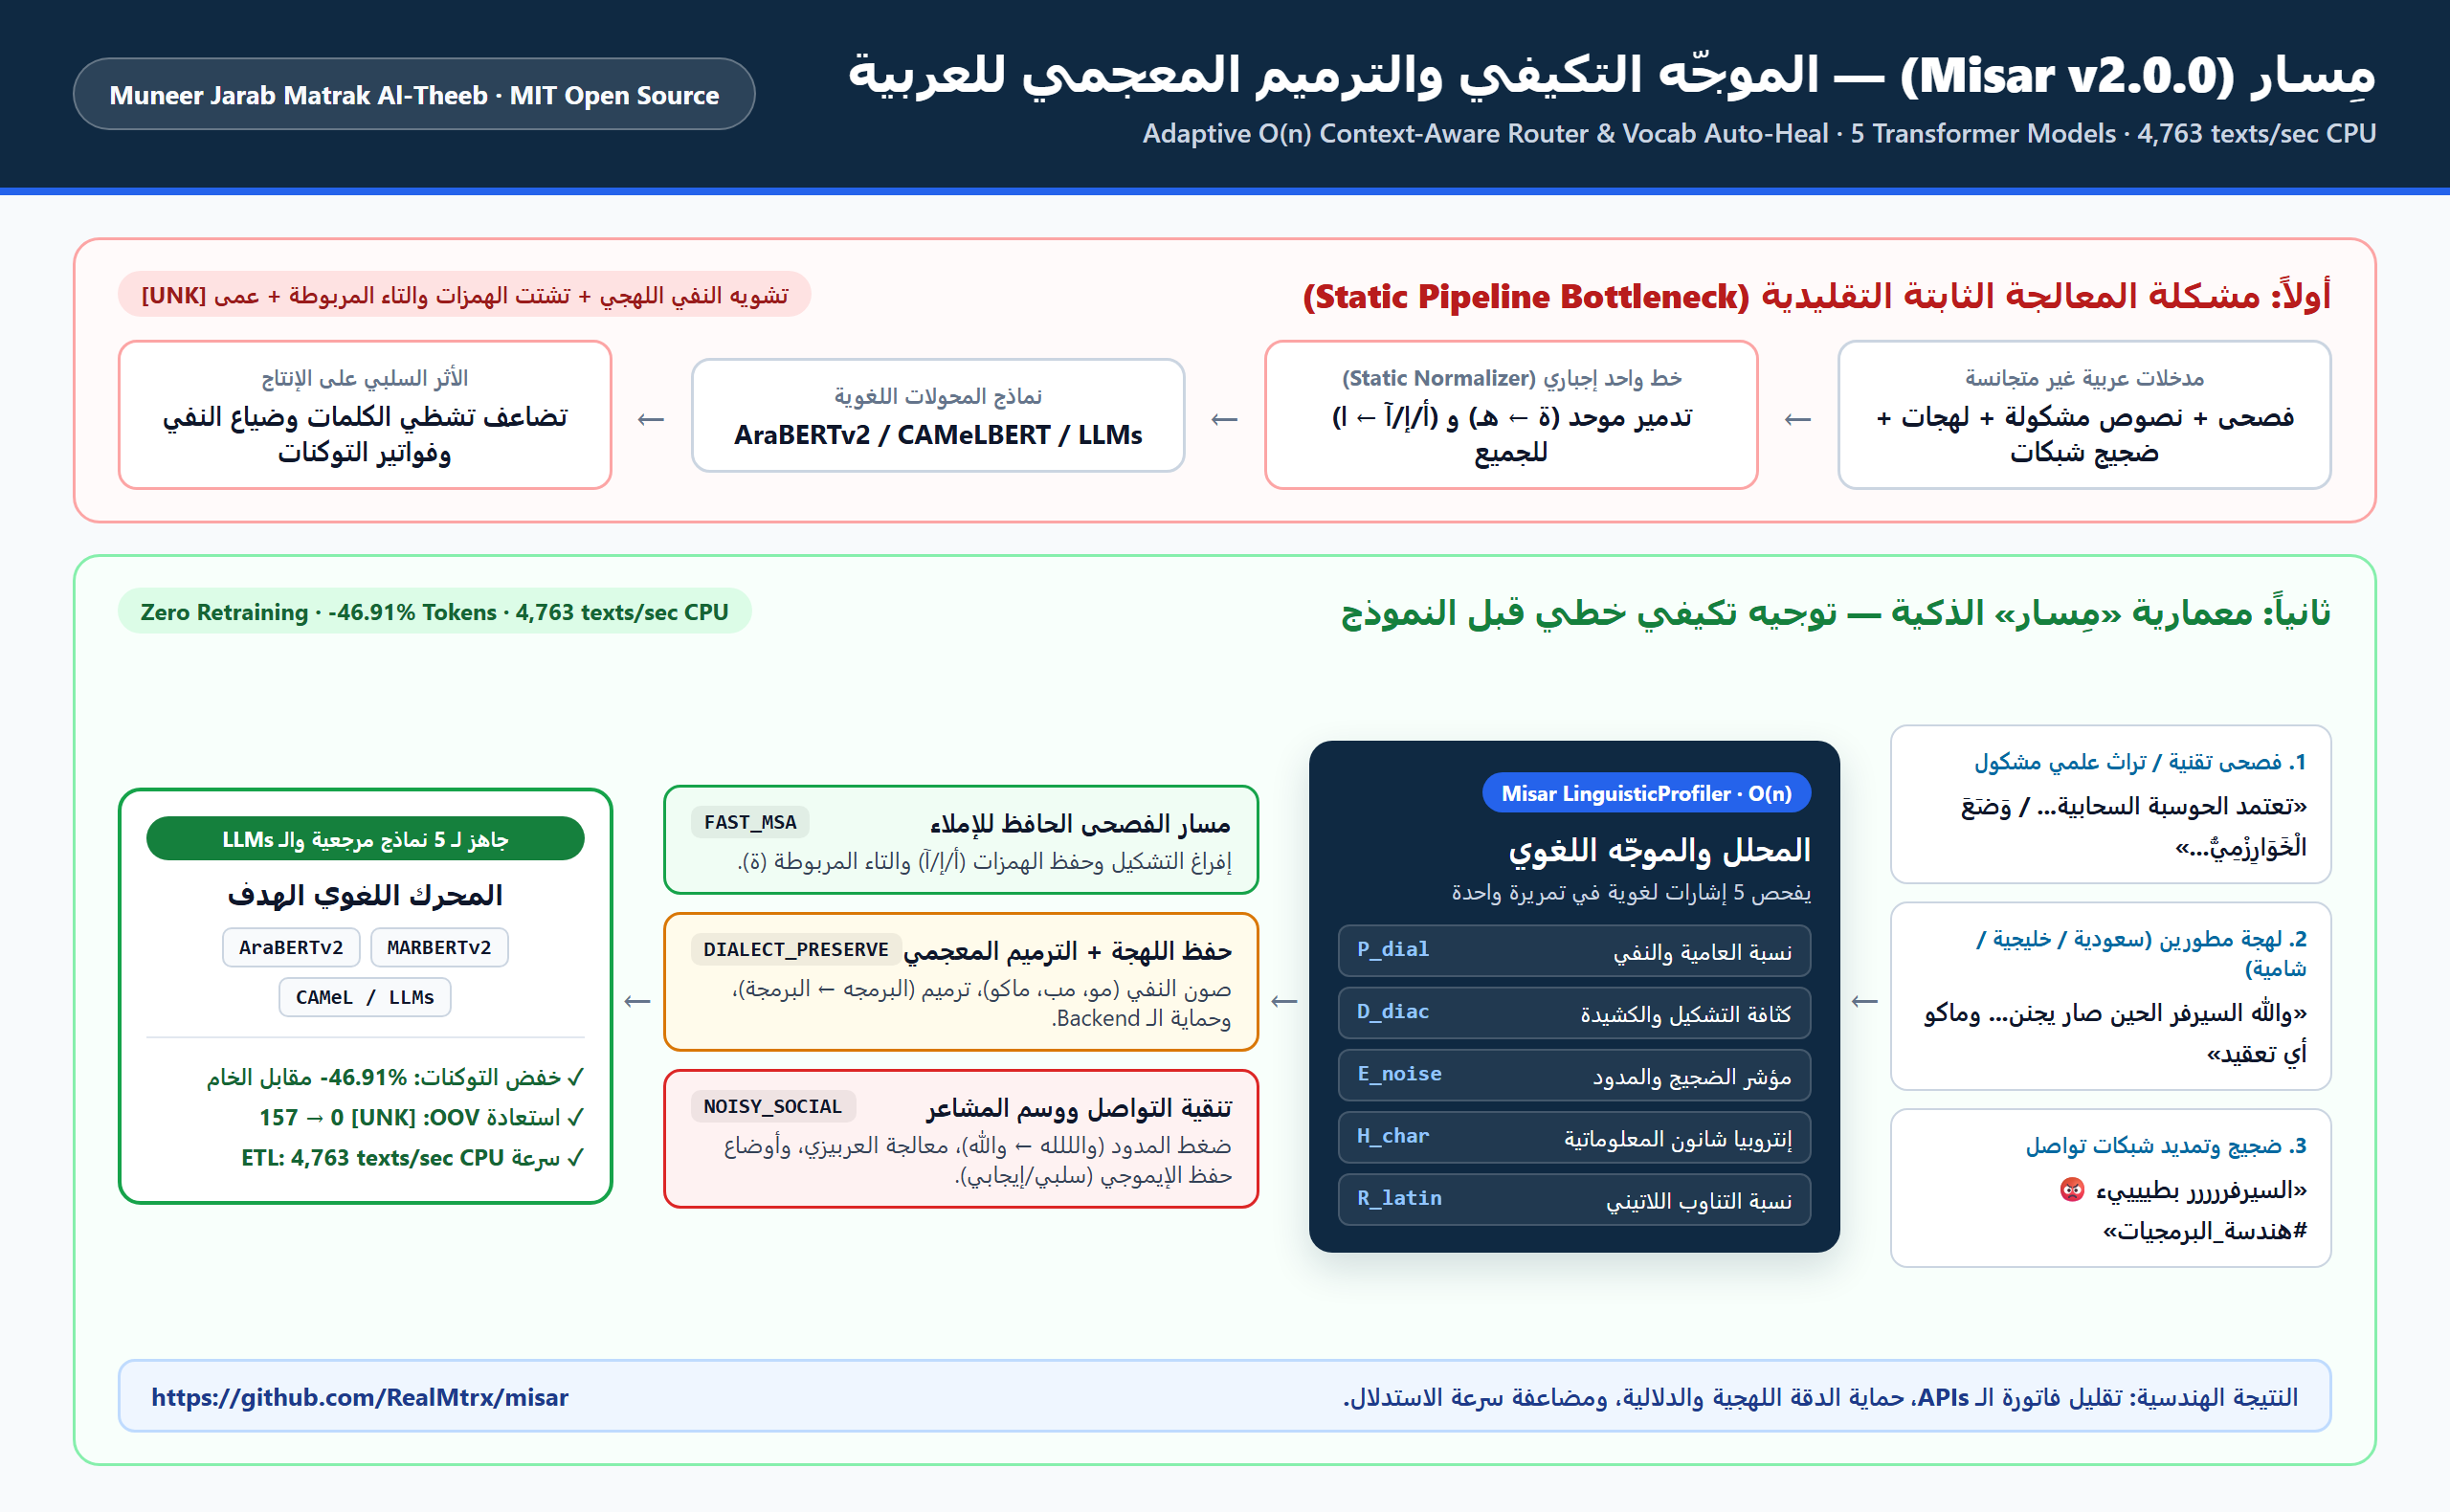 مِسار (Misar v2.0.0) — الموجّه التكيفي والترميم المعجمي للعربية
Adaptive O(n) Context-Aware Router & Vocab Auto-Heal · 5 Transformer Models · 4,763 texts/sec CPU
Muneer Jarab Matrak Al-Theeb · MIT Open Source
أولاً: مشكلة المعالجة الثابتة التقليدية (Static Pipeline Bottleneck)
تشويه النفي اللهجي + تشتت الهمزات والتاء المربوطة + عمى [UNK]
مدخلات عربية غير متجانسة
فصحى + نصوص مشكولة + لهجات +
ضجيج شبكات
←
خط واحد إجباري (Static Normalizer)
تدمير موحد (ة ← هـ) و (أ/إ/آ ← ا)
للجميع
←
نماذج المحولات اللغوية
AraBERTv2 / CAMeLBERT / LLMs
←
الأثر السلبي على الإنتاج
تضاعف تشظي الكلمات وضياع النفي
وفواتير التوكنات
ثانياً: معمارية «مِسار» الذكية — توجيه تكيفي خطي قبل النموذج
Zero Retraining · -46.91% Tokens · 4,763 texts/sec CPU
1. فصحى تقنية / تراث علمي مشكول
«تعتمد الحوسبة السحابية... / وَضَعَ
الْخَوَارِزْمِيُّ...»
2. لهجة مطورين (سعودية / خليجية /
شامية)
«والله السيرفر الحين صار يجنن... وماكو
أي تعقيد»
3. ضجيج وتمديد شبكات تواصل
«السيرفررررر بطيييييء 😡
#هندسة_البرمجيات»
←
Misar LinguisticProfiler · O(n)
المحلل والموجّه اللغوي
يفحص 5 إشارات لغوية في تمريرة واحدة
نسبة العامية والنفي P_dial
كثافة التشكيل والكشيدة D_diac
مؤشر الضجيج والمدود E_noise
إنتروبيا شانون المعلوماتية H_char
نسبة التناوب اللاتيني R_latin
←
مسار الفصحى الحافظ للإملاء FAST_MSA
إفراغ التشكيل وحفظ الهمزات (أ/إ/آ) والتاء المربوطة (ة).
حفظ اللهجة + الترميم المعجمي DIALECT_PRESERVE
صون النفي (مو، مب، ماكو)، ترميم (البرمجه ← البرمجة)،
وحماية الـ Backend.
تنقية التواصل ووسم المشاعر NOISY_SOCIAL
ضغط المدود (واللللله ← والله)، معالجة العربيزي، وأوضاع
حفظ الإيموجي (سلبي/إيجابي).
←
جاهز لـ 5 نماذج مرجعية والـ LLMs
المحرك اللغوي الهدف
AraBERTv2 MARBERTv2
CAMeL / LLMs
✓ خفض التوكنات: -46.91% مقابل الخام
✓ استعادة OOV: [UNK] 157 → 0
✓ سرعة ETL: 4,763 texts/sec CPU
النتيجة الهندسية: تقليل فاتورة الـ APIs، حماية الدقة اللهجية والدلالية، ومضاعفة سرعة الاستدلال.
https://github.com/RealMtrx/misar